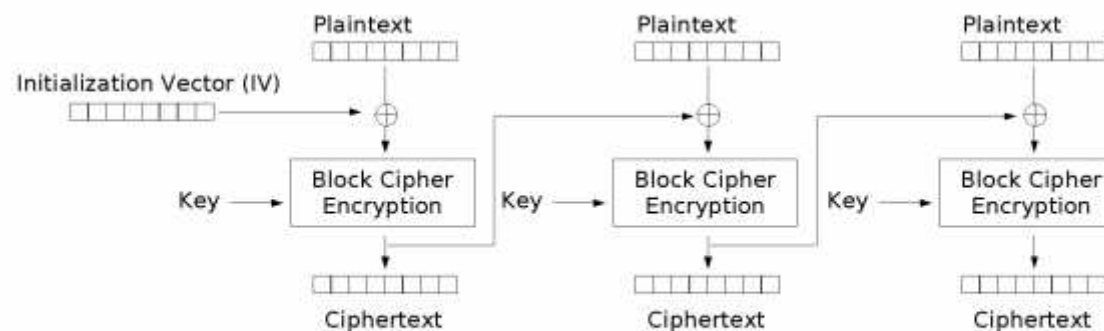 Plaintext Plaintext Plaintext
Initialization Vector (IV)
Key Block Cipher Encryption Key Block Cipher Encryption Key Block Cipher Encryption
Ciphertext Ciphertext Ciphertext